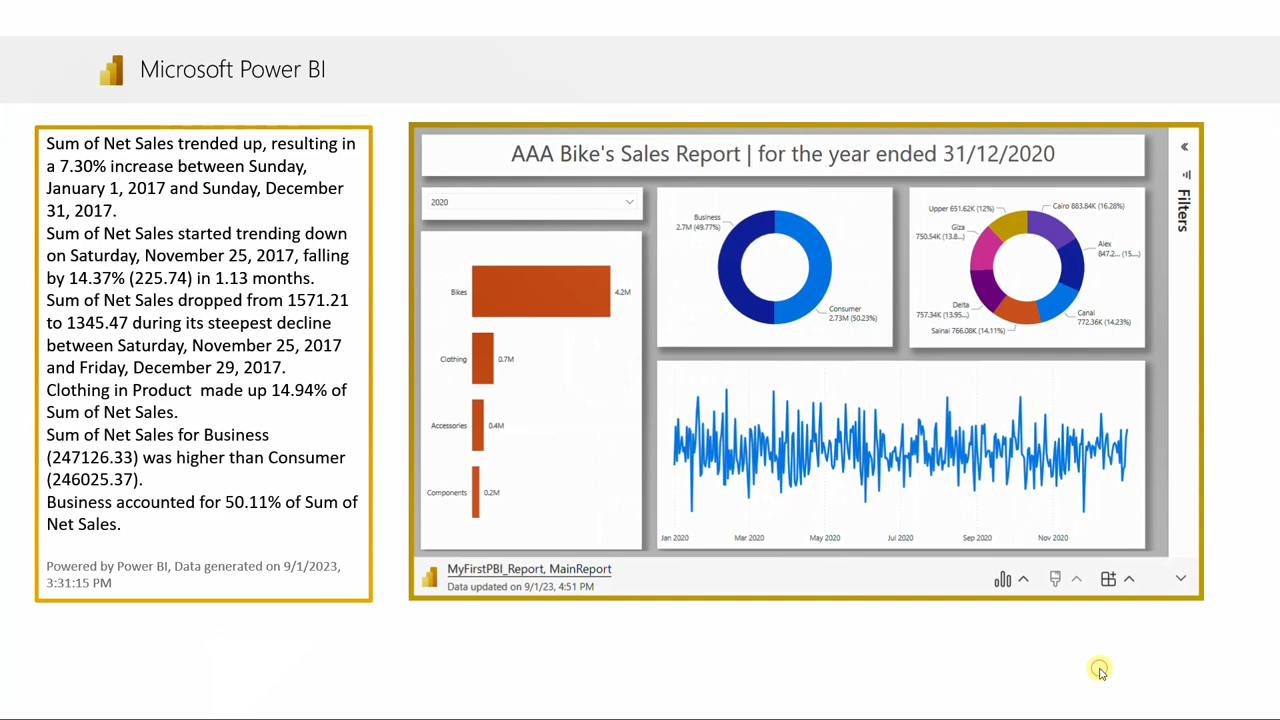 Microsoft Power BI
Sum of Net Sales trended up, resulting in
a 7.30% increase between Sunday,
January 1, 2017 and Sunday, December
31, 2017.
Sum of Net Sales started trending down
on Saturday, November 25, 2017, falling
by 14.37% (225.74) in 1.13 months.
Sum of Net Sales dropped from 1571.21
to 1345.47 during its steepest decline
between Saturday, November 25, 2017
and Friday, December 29, 2017.
Clothing in Product made up 14.94% of
Sum of Net Sales.
Sum of Net Sales for Business
(247126.33) was higher than Consumer
(246025.37).
Business accounted for 50.11% of Sum of
Net Sales.
Powered by Power BI, Data generated on 9/1/2023,
3:31:15 PM
AAA Bike's Sales Report | for the year ended 31/12/2020
2020
Bikes 4.2M
Clothing 0.7M
Accessories 0.4M
Components 0.2M
Business
2.7M (49.77%)
Consumer
2.73M (50.23%)
Upper 651.62K (12%)
Cairo 883.84K (16.28%)
Giza
750.54K (13.8...)
Alex
847.2... (15...)
Delta
757.34K (13.95...)
Canal
772.36K (14.23%)
Sainai 766.08K (14.11%)
Jan 2020 Mar 2020 May 2020 Jul 2020 Sep 2020 Nov 2020
Filters
MyFirstPBI_Report, MainReport
Data updated on 9/1/23, 4:51 PM